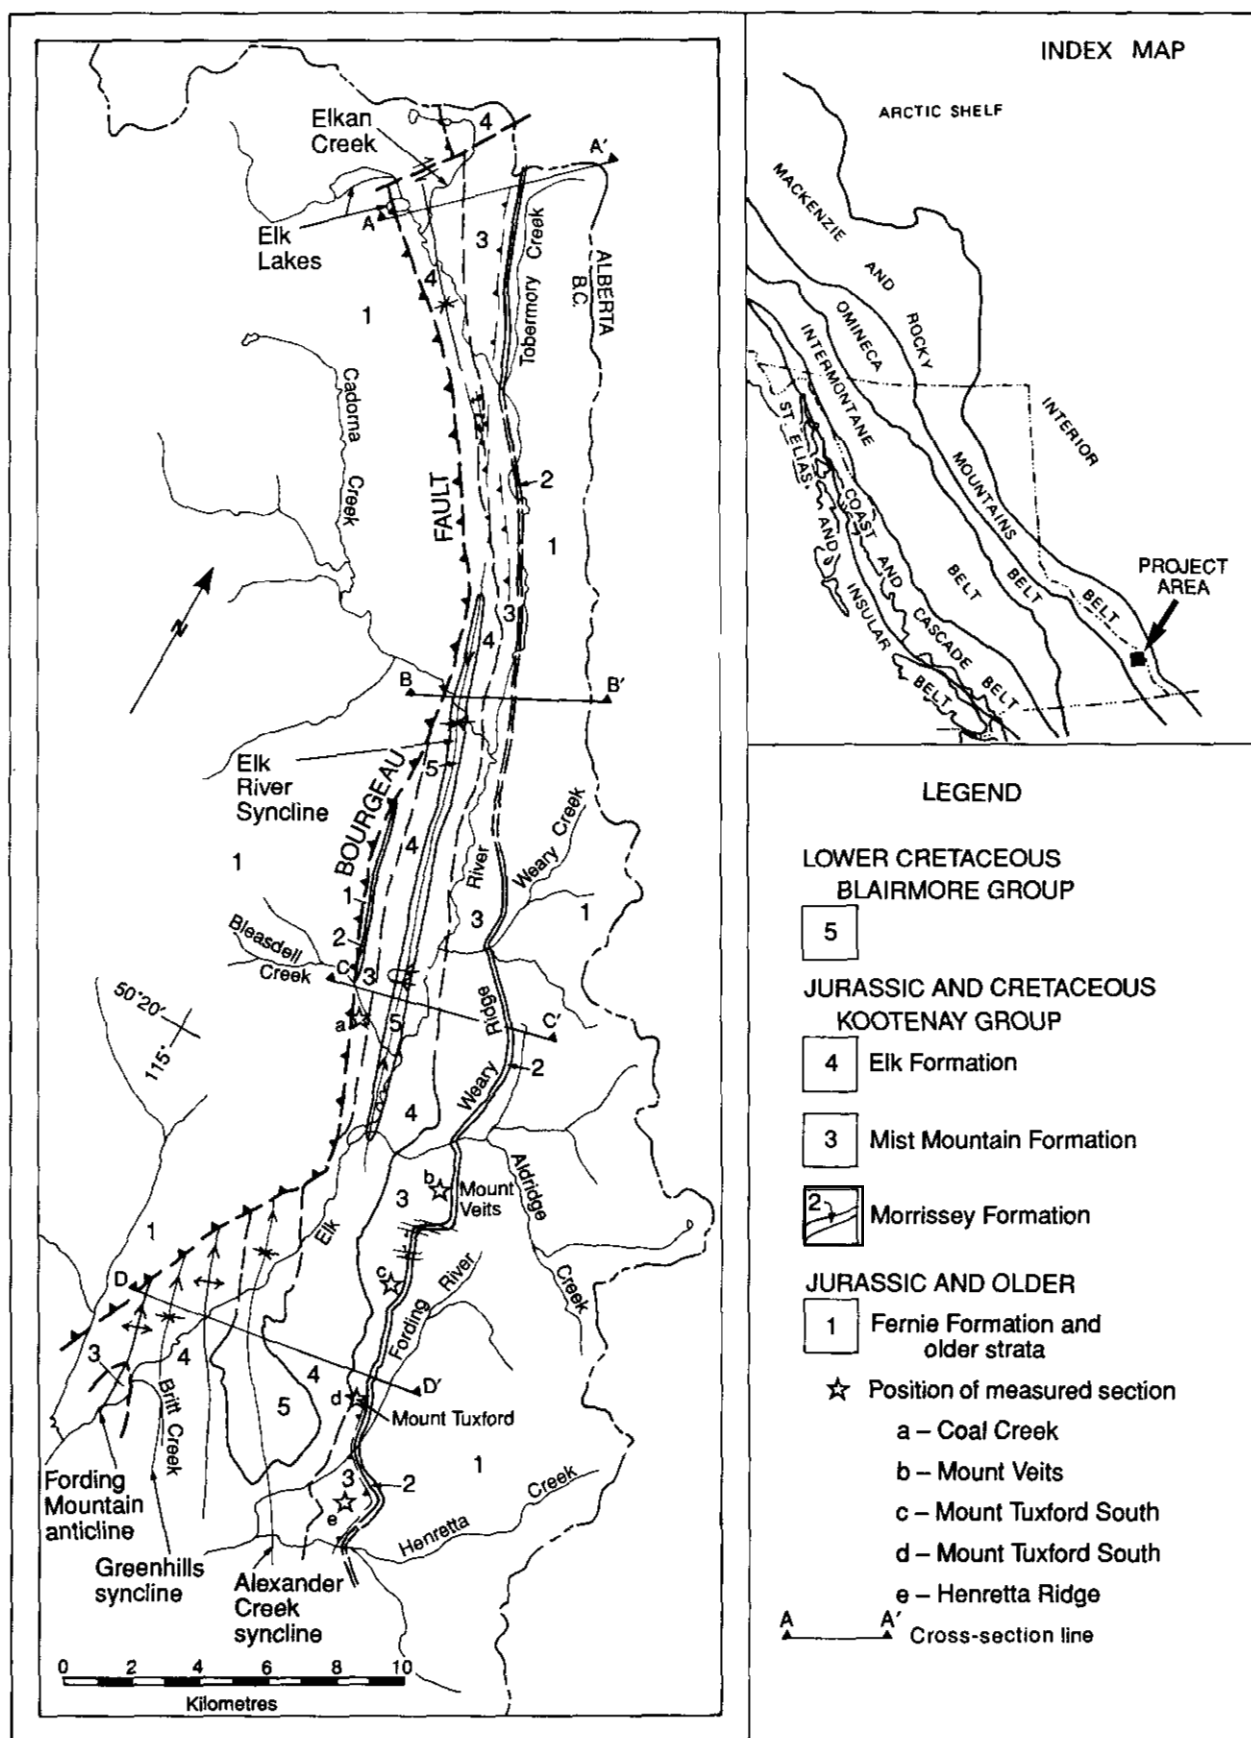 INDEX MAP
ARCTIC SHELF
MACKENZIE
AND
ROCKY
MOUNTAINS
BELT
OMINECA
BELT
INTERMONTANE
BELT
ST. ELIAS
AND
INSULAR
BELT
COAST
AND
CASCADE
BELT
INTERIOR
PROJECT
AREA
Elkan
Creek
4
A'
A
Elk
Lakes
3
4
1
Tobermory Creek
ALBERTA
B.C.
Cadorna
Creek
FAULT
2
1
3
4
N
B
B'
Elk
River
Syncline
5
BOURGEAU
4
1
1
2
River
Weary Creek
3
1
Bleasdell
Creek
C
3
a
5
C'
Ridge
Weary
2
50°20'
115°
4
b
Mount
Veits
3
Aldridge
Creek
Elk
1
D
c
Fording River
3
4
Britt Creek
4
D'
5
d
Mount Tuxford
1
3
2
e
Henretta Creek
Fording
Mountain
anticline
Greenhills
syncline
Alexander
Creek
syncline
0 2 4 6 8 10
Kilometres
LEGEND
LOWER CRETACEOUS
BLAIRMORE GROUP
5
JURASSIC AND CRETACEOUS
KOOTENAY GROUP
4 Elk Formation
3 Mist Mountain Formation
2 Morrissey Formation
JURASSIC AND OLDER
1 Fernie Formation and
older strata
☆ Position of measured section
a – Coal Creek
b – Mount Veits
c – Mount Tuxford South
d – Mount Tuxford South
e – Henretta Ridge
A A' Cross-section line